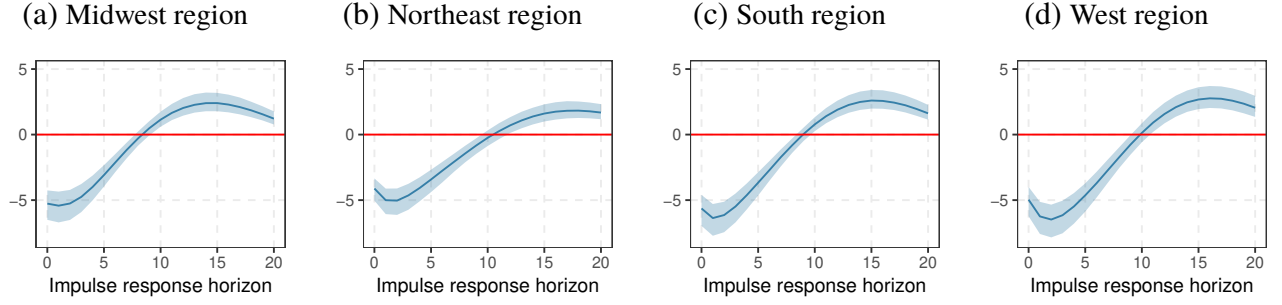 (a) Midwest region
(b) Northeast region
(c) South region
(d) West region
5
0
−5
0 5 10 15 20
Impulse response horizon
5
0
−5
0 5 10 15 20
Impulse response horizon
5
0
−5
0 5 10 15 20
Impulse response horizon
5
0
−5
0 5 10 15 20
Impulse response horizon